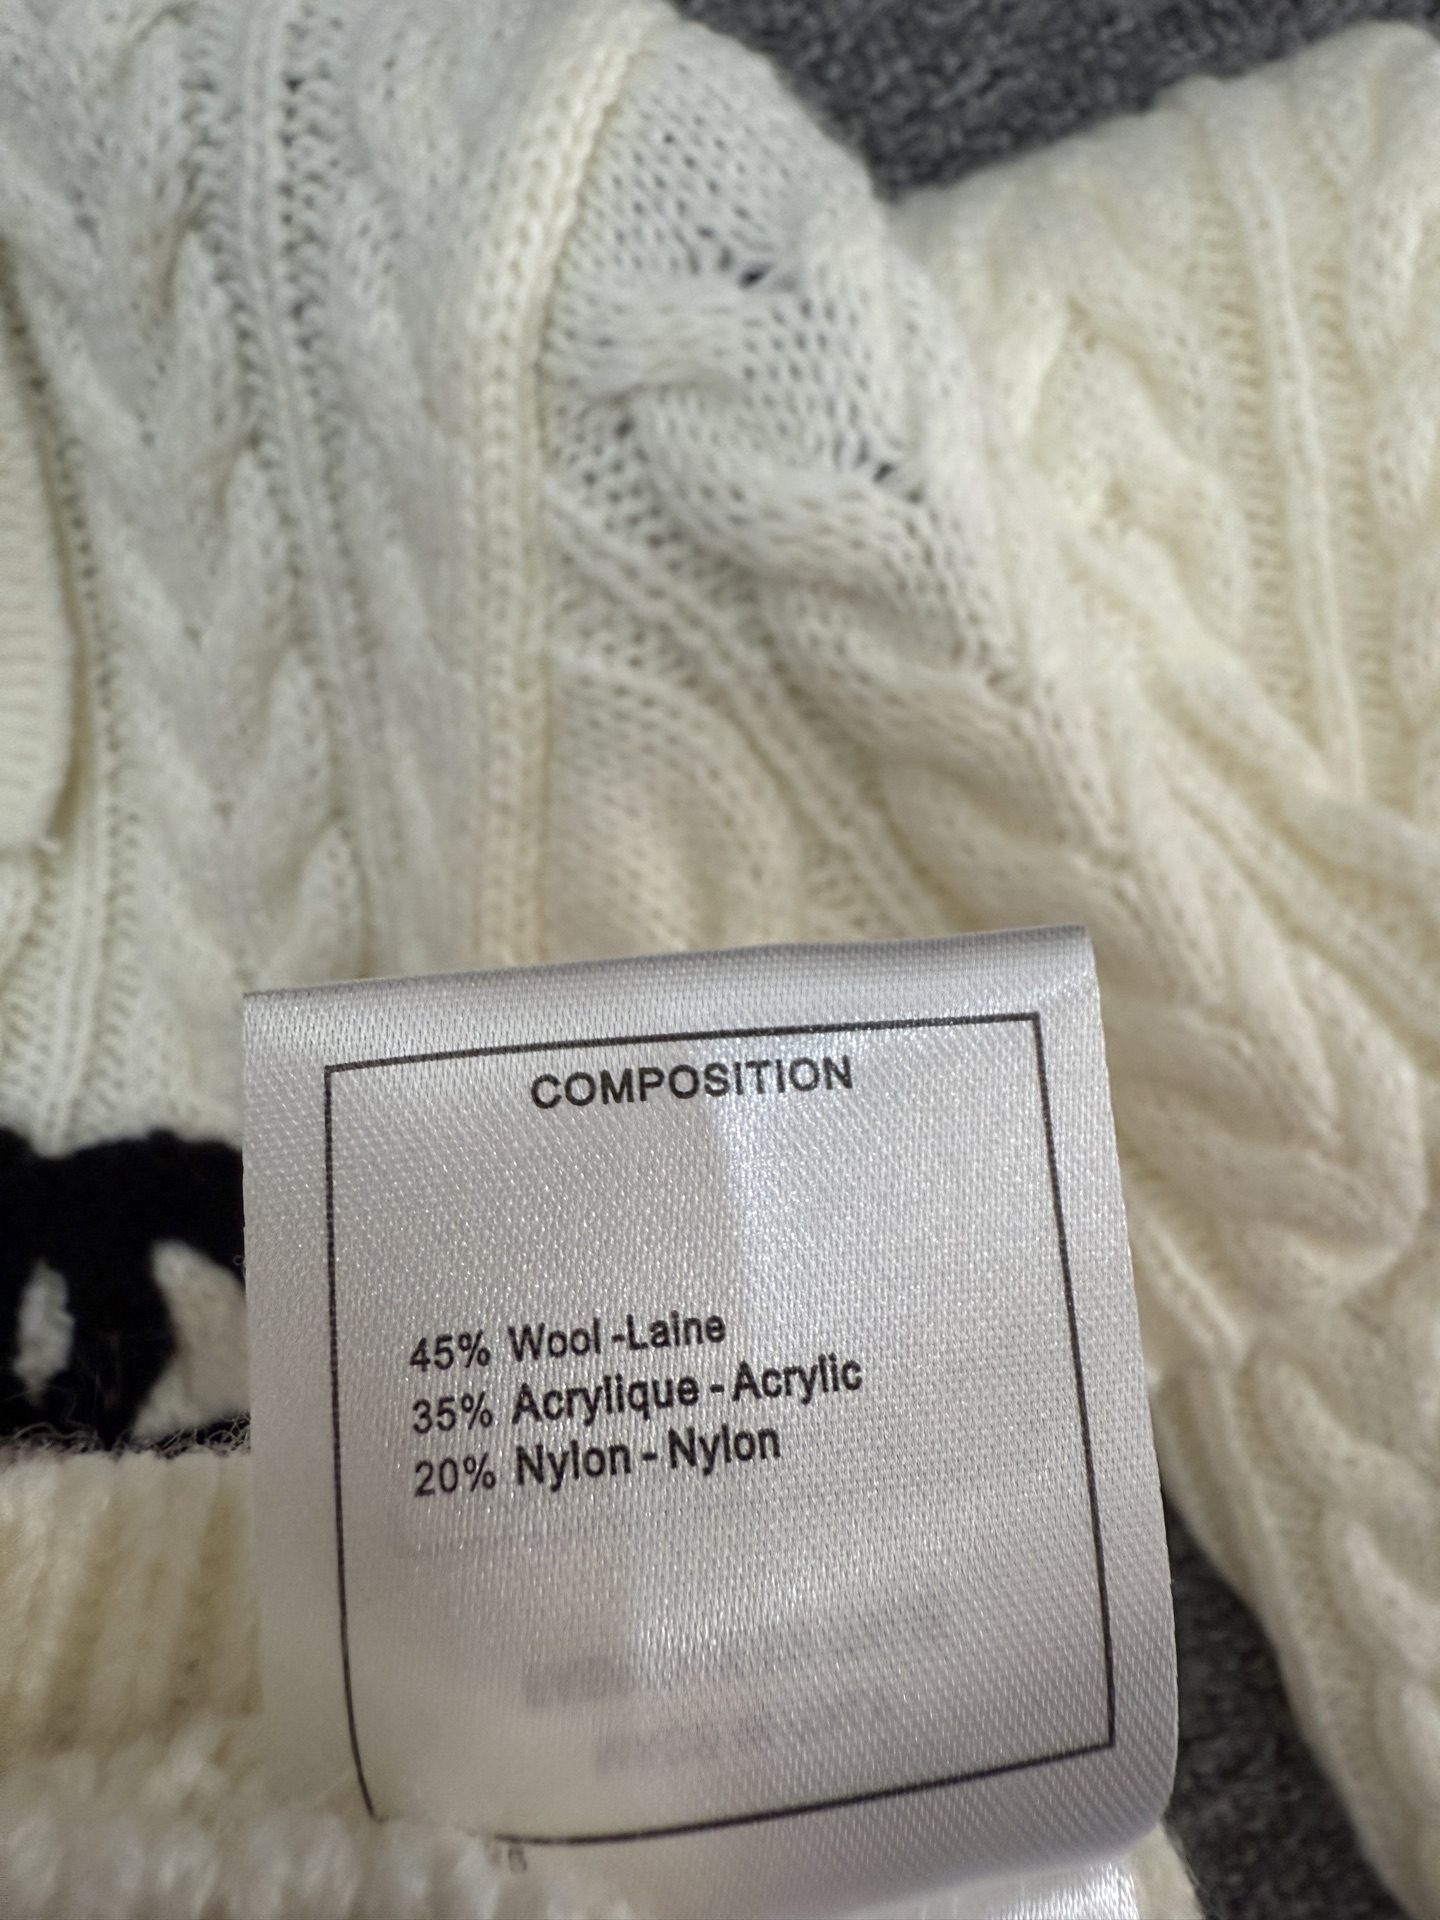 COMPOSITION
45% Wool -Laine
35% Acrylique - Acrylic
20% Nylon - Nylon